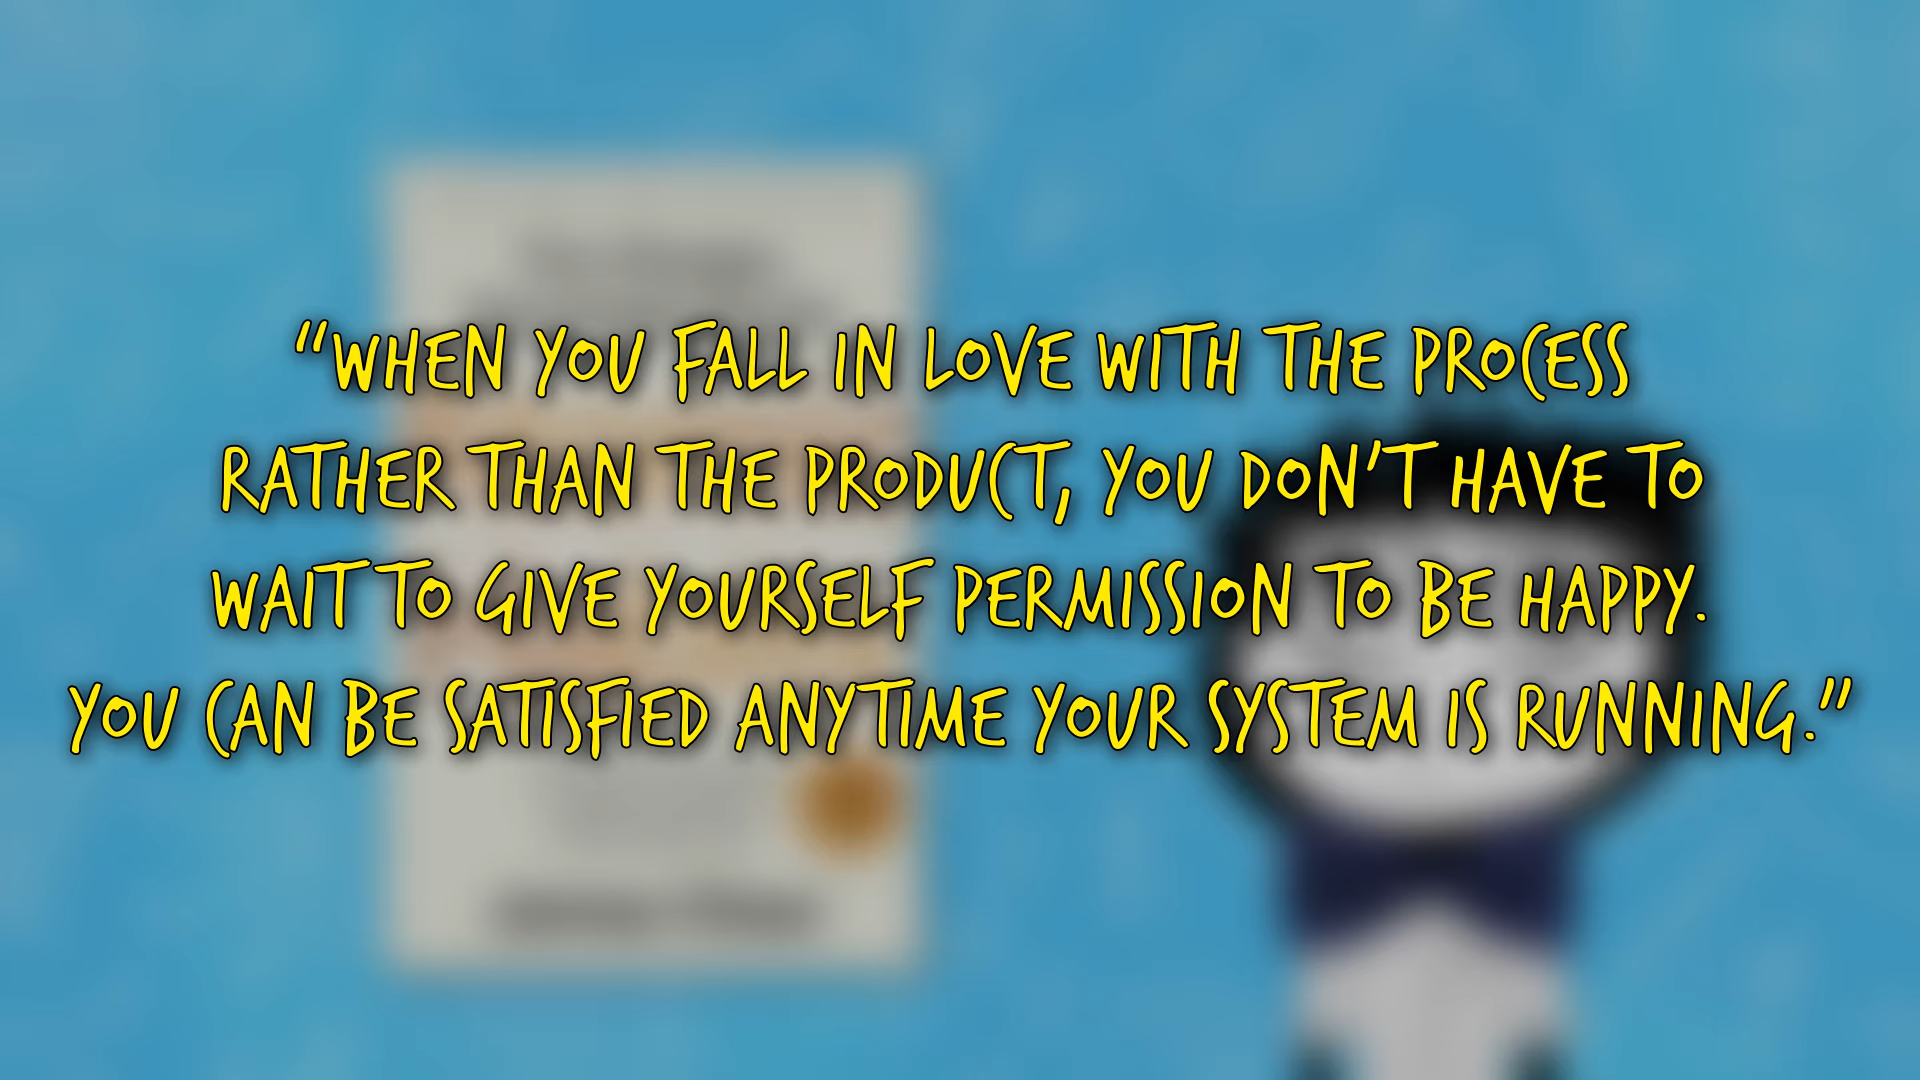 “WHEN YOU FALL IN LOVE WITH THE PROCESS
RATHER THAN THE PRODUCT, YOU DON’T HAVE TO
WAIT TO GIVE YOURSELF PERMISSION TO BE HAPPY.
YOU CAN BE SATISFIED ANYTIME YOUR SYSTEM IS RUNNING.”